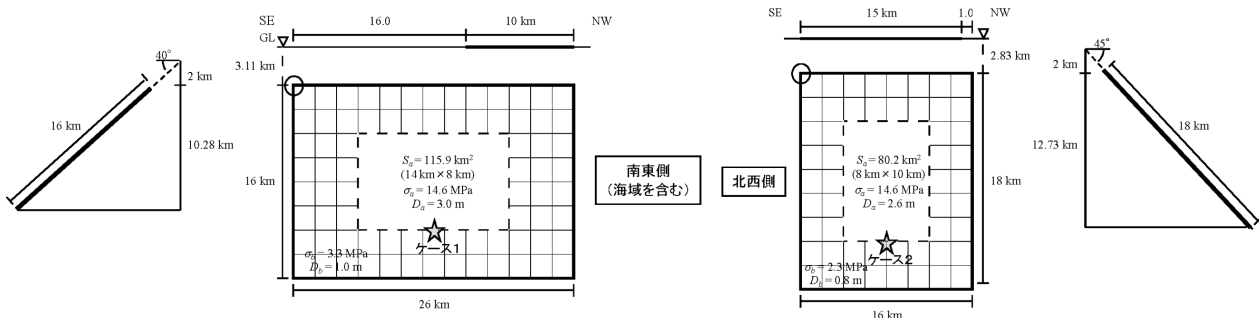 40°
2 km
16 km
10.28 km
SE
NW
GL
16.0
10 km
3.11 km
16 km
Sa = 115.9 km²
(14 km×8 km)
σa = 14.6 MPa
Da = 3.0 m
ケース1
σb = 3.3 MPa
Db = 1.0 m
26 km
南東側
(海域を含む)
北西側
SE
15 km
1.0
NW
2.83 km
Sa = 80.2 km²
(8 km×10 km)
σa = 14.6 MPa
Da = 2.6 m
ケース2
σb = 2.3 MPa
Db = 0.8 m
18 km
16 km
45°
2 km
18 km
12.73 km